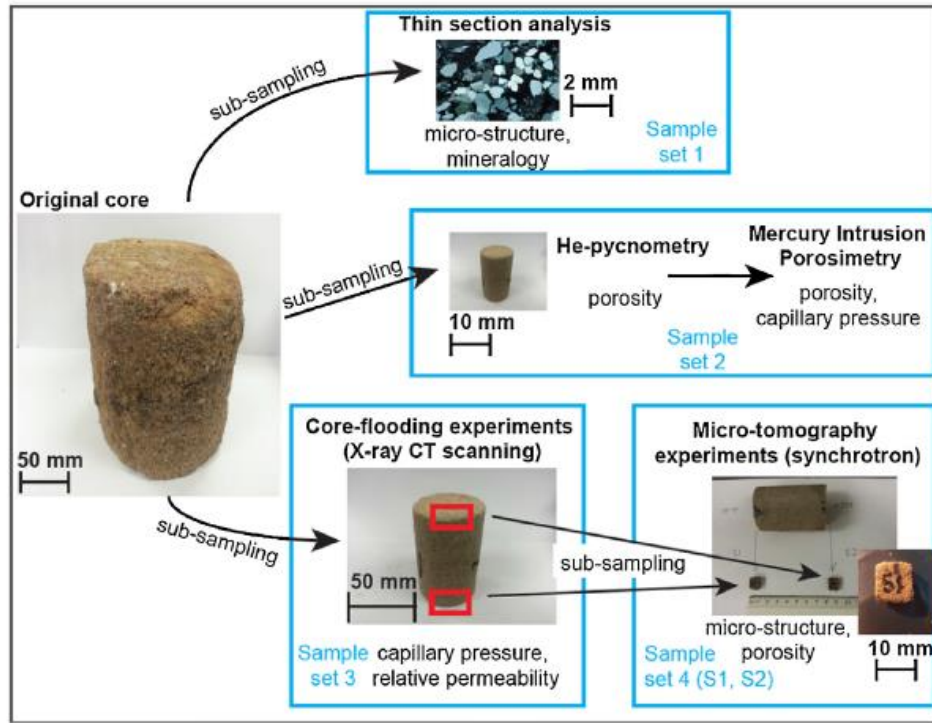 Thin section analysis
sub-sampling
2 mm
micro-structure,
mineralogy
Sample
set 1
Original core
50 mm
sub-sampling
He-pycnometry
porosity
10 mm
Mercury Intrusion
Porosimetry
porosity,
capillary pressure
Sample
set 2
sub-sampling
Core-flooding experiments
(X-ray CT scanning)
50 mm
Sample
set 3
capillary pressure,
relative permeability
sub-sampling
Micro-tomography
experiments (synchrotron)
S1
micro-structure,
porosity
10 mm
Sample
set 4 (S1, S2)